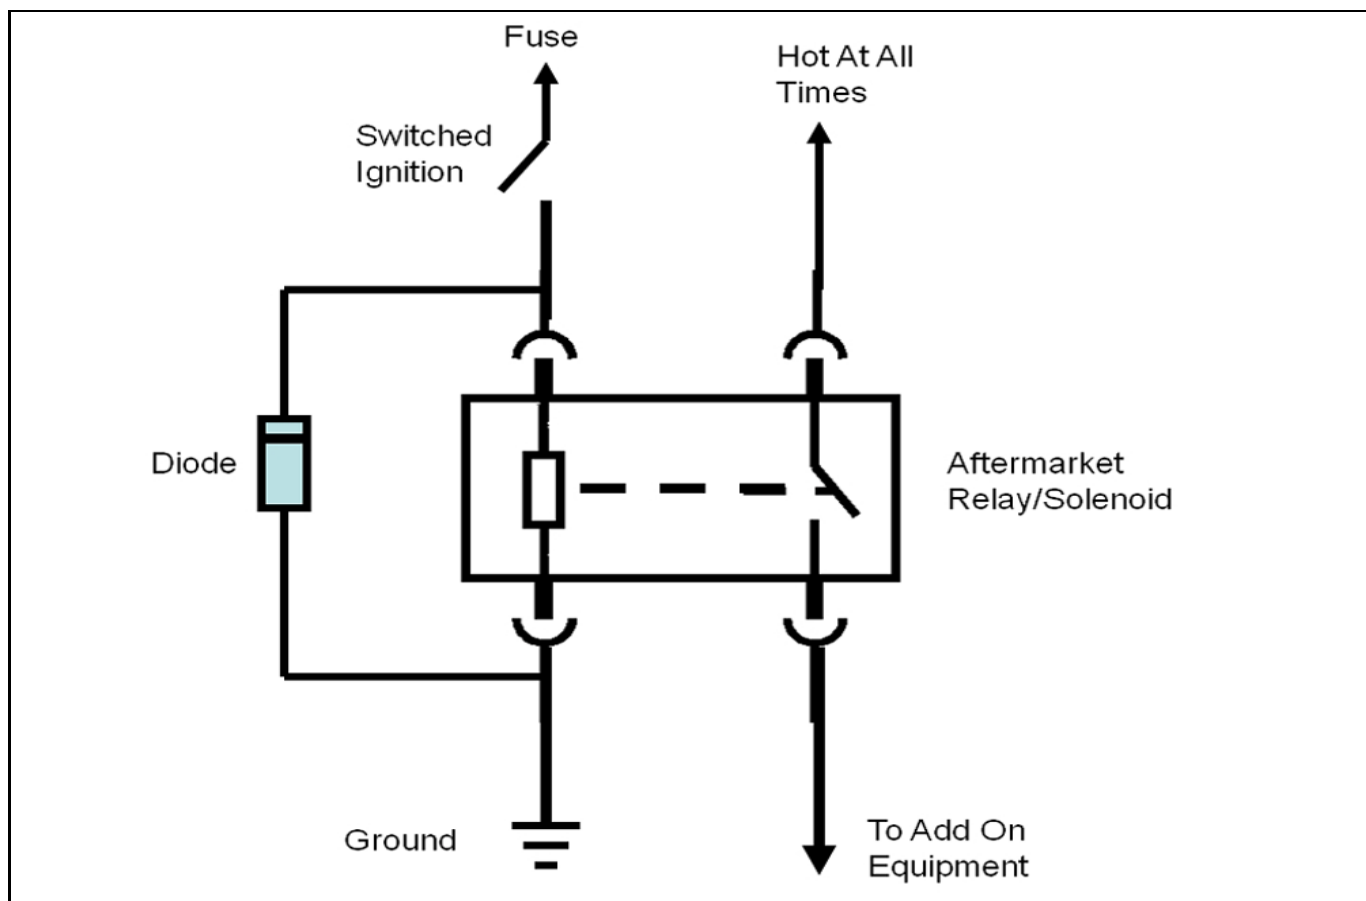 Fuse
Hot At All
Times
Switched
Ignition
Diode
Aftermarket
Relay/Solenoid
Ground
To Add On
Equipment